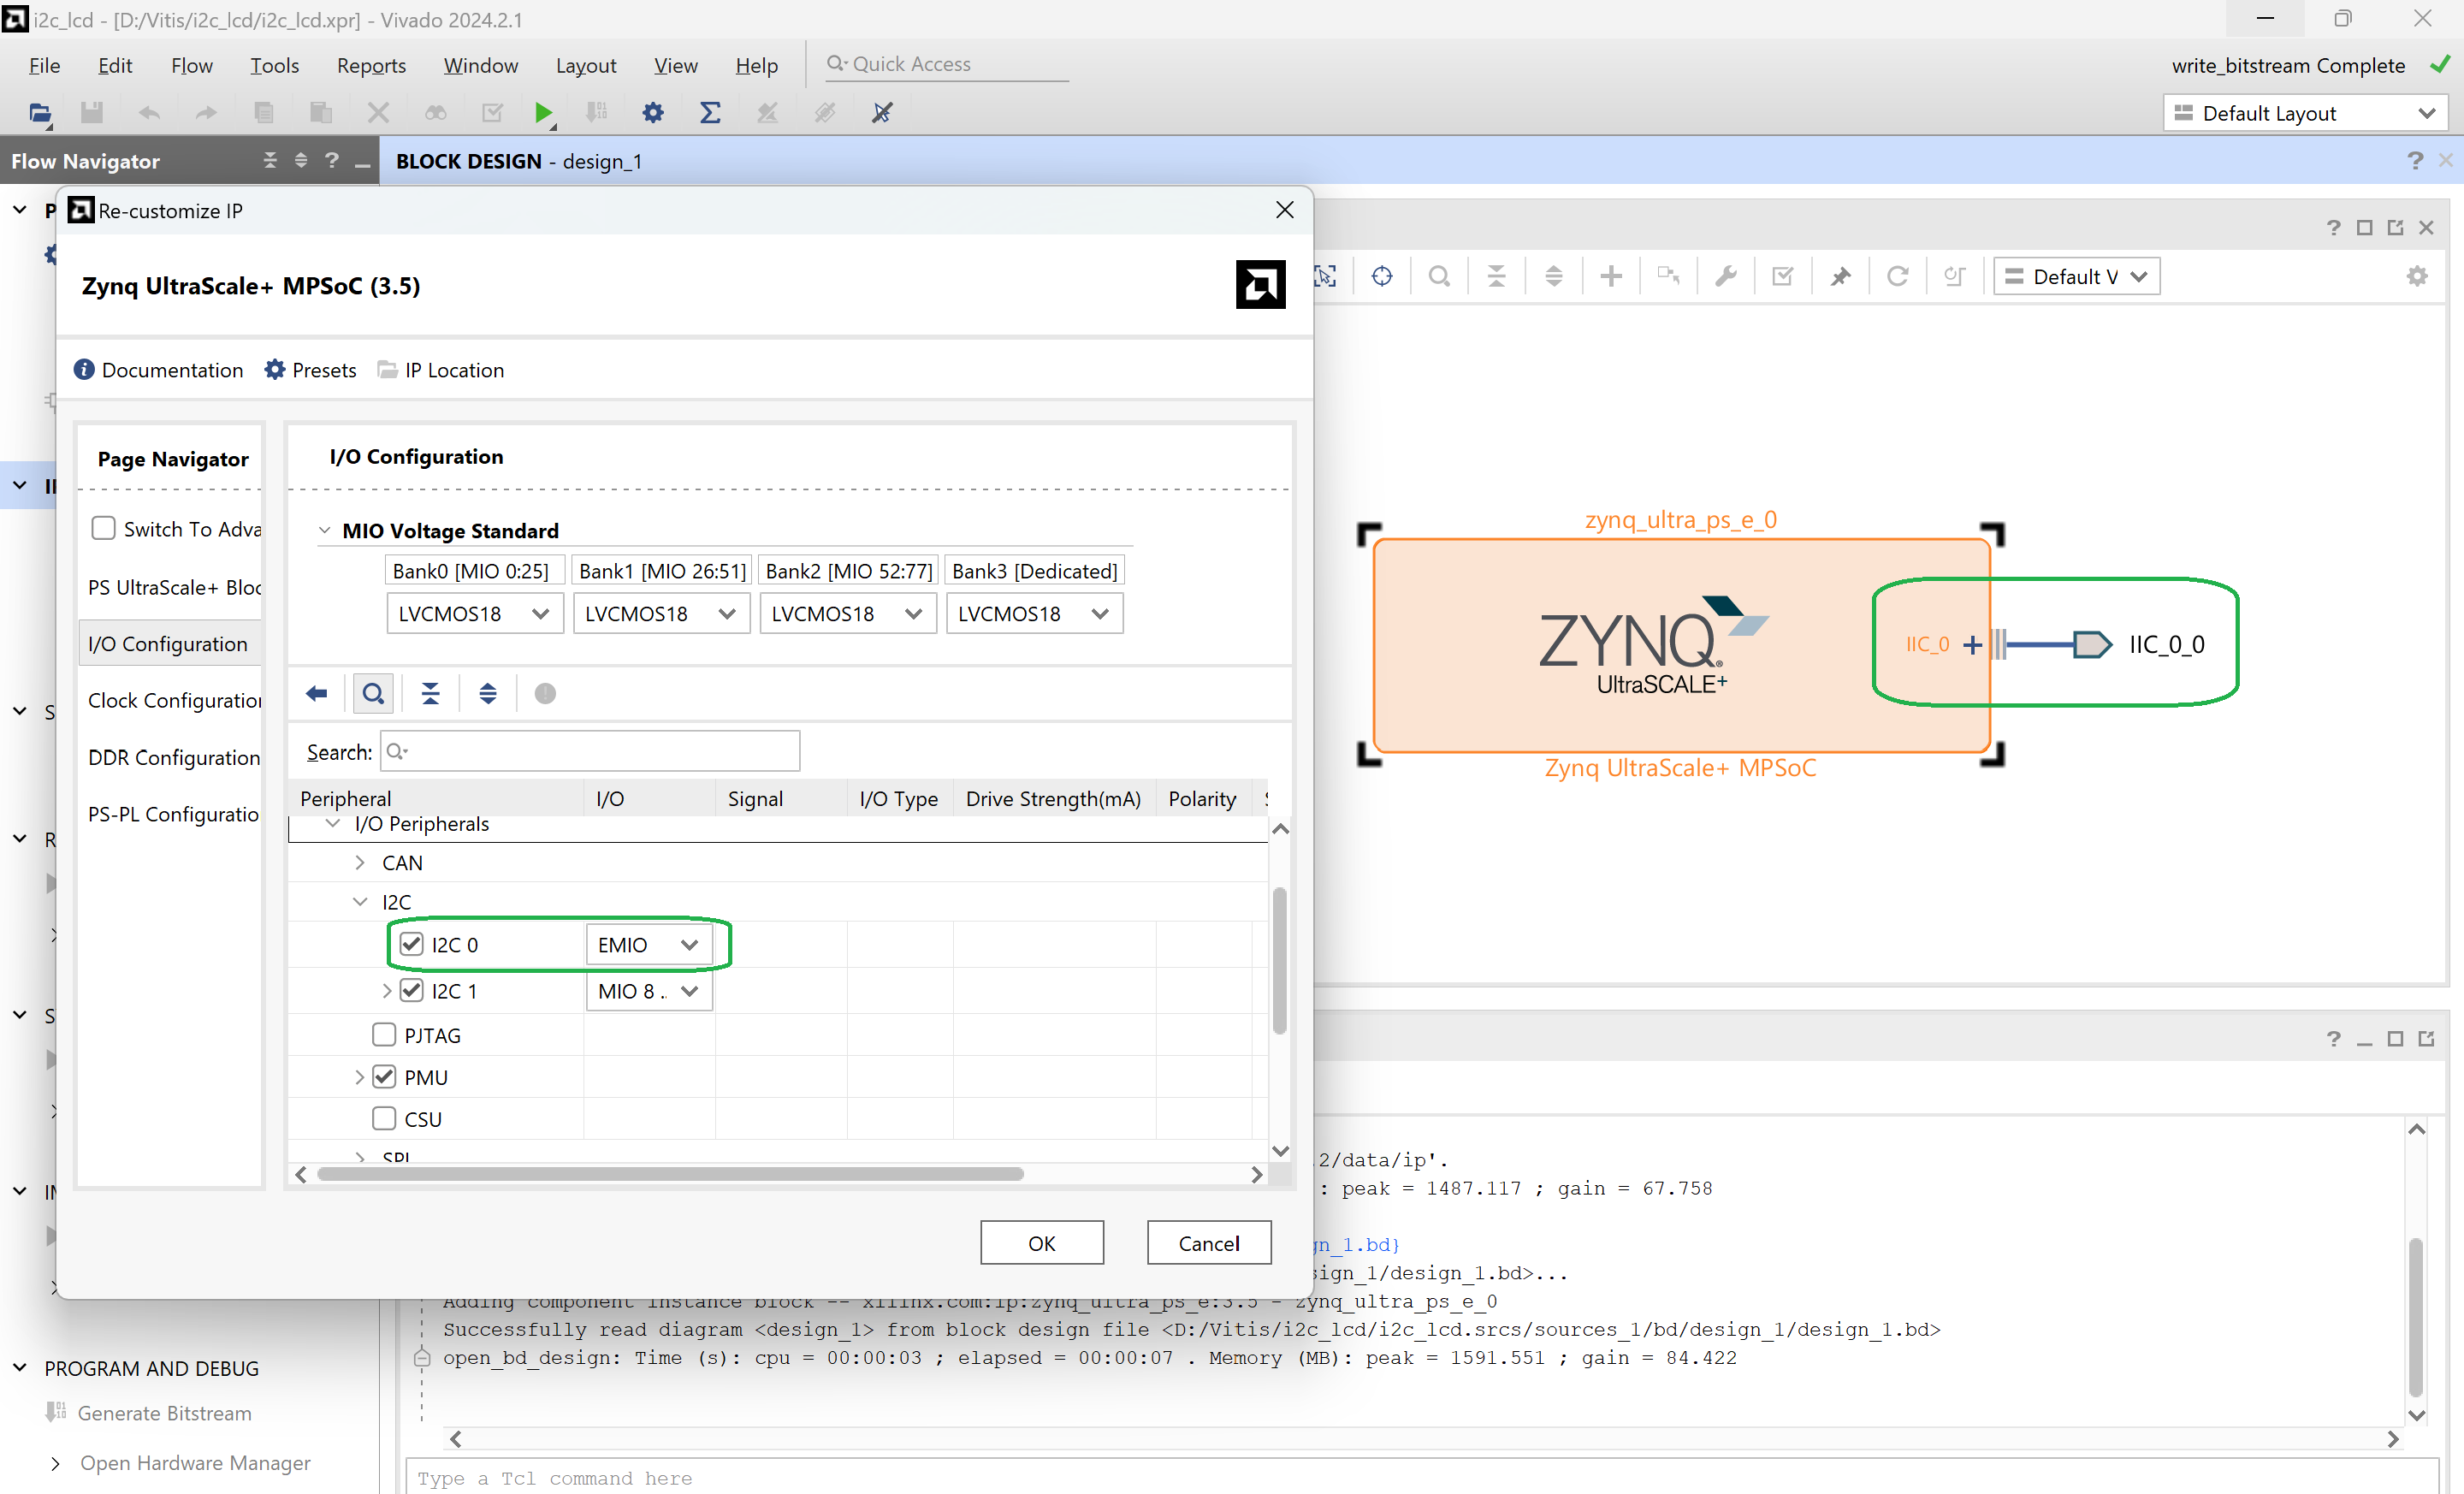 i2c_lcd - [D:/Vitis/i2c_lcd/i2c_lcd.xpr] - Vivado 2024.2.1
File Edit Flow Tools Reports Window Layout View Help Quick Access
write_bitstream Complete
Default Layout
Flow Navigator
BLOCK DESIGN - design_1
Re-customize IP
Zynq UltraScale+ MPSoC (3.5)
Default V
Documentation Presets IP Location
Page Navigator
Switch To Adva
PS UltraScale+ Bloc
I/O Configuration
Clock Configuration
DDR Configuration
PS-PL Configuratio
I/O Configuration
MIO Voltage Standard
Bank0 [MIO 0:25] Bank1 [MIO 26:51] Bank2 [MIO 52:77] Bank3 [Dedicated]
LVCMOS18 LVCMOS18 LVCMOS18 LVCMOS18
Search:
Peripheral I/O Signal I/O Type Drive Strength(mA) Polarity
I/O Peripherals
CAN
I2C
I2C 0 EMIO
I2C 1 MIO 8 ..
PJTAG
PMU
CSU
SPI
OK Cancel
zynq_ultra_ps_e_0
ZYNQ
UltraSCALE+
IIC_0
IIC_0_0
Zynq UltraScale+ MPSoC
.2/data/ip'.
: peak = 1487.117 ; gain = 67.758
gn_1.bd}
sign_1/design_1.bd>...
Adding component instance block -- xilinx.com:ip:zynq_ultra_ps_e:3.5 - zynq_ultra_ps_e_0
Successfully read diagram <design_1> from block design file <D:/Vitis/i2c_lcd/i2c_lcd.srcs/sources_1/bd/design_1/design_1.bd>
open_bd_design: Time (s): cpu = 00:00:03 ; elapsed = 00:00:07 . Memory (MB): peak = 1591.551 ; gain = 84.422
Type a Tcl command here
PROGRAM AND DEBUG
Generate Bitstream
Open Hardware Manager